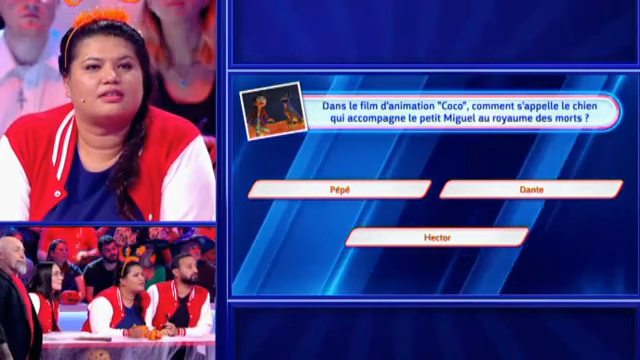 Dans le film d'animation "Coco", comment s'appelle le chien
qui accompagne le petit Miguel au royaume des morts ?
Pépé
Dante
Hector